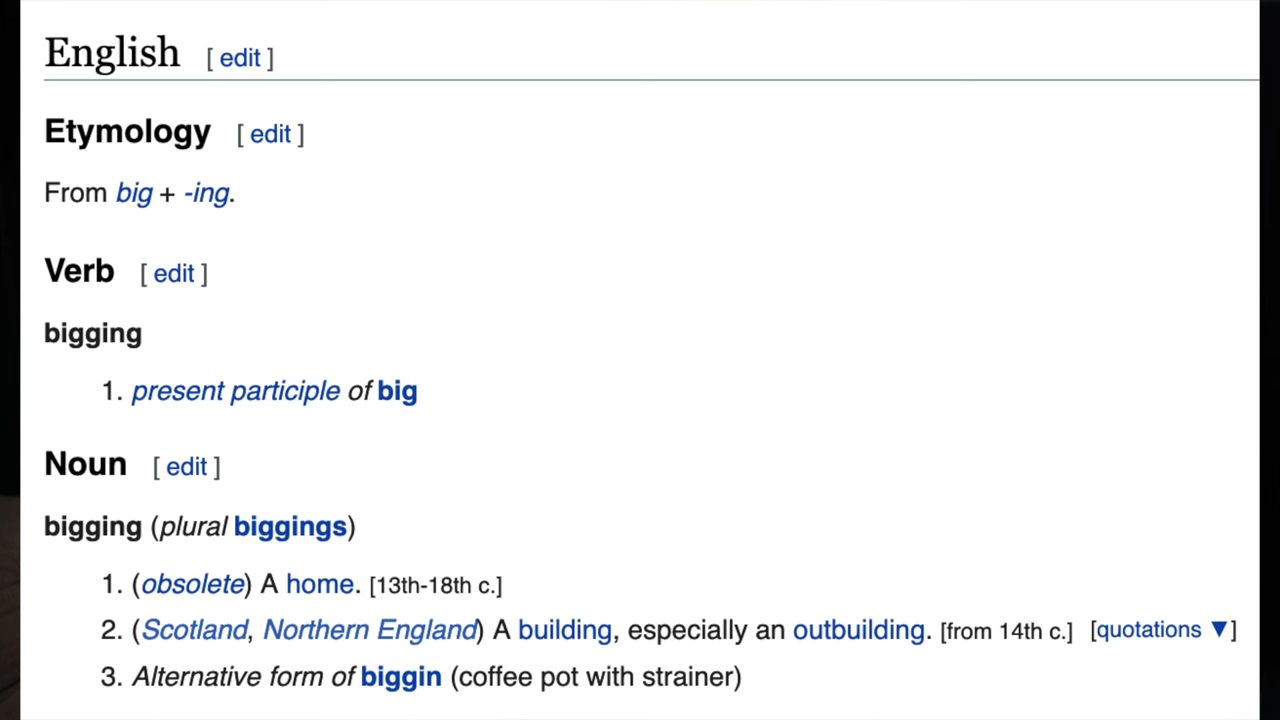 English [ edit ]
Etymology [ edit ]
From big + -ing.
Verb [ edit ]
bigging
1. present participle of big
Noun [ edit ]
bigging (plural biggings)
1. (obsolete) A home. [13th-18th c.]
2. (Scotland, Northern England) A building, especially an outbuilding. [from 14th c.] [quotations ▼]
3. Alternative form of biggin (coffee pot with strainer)